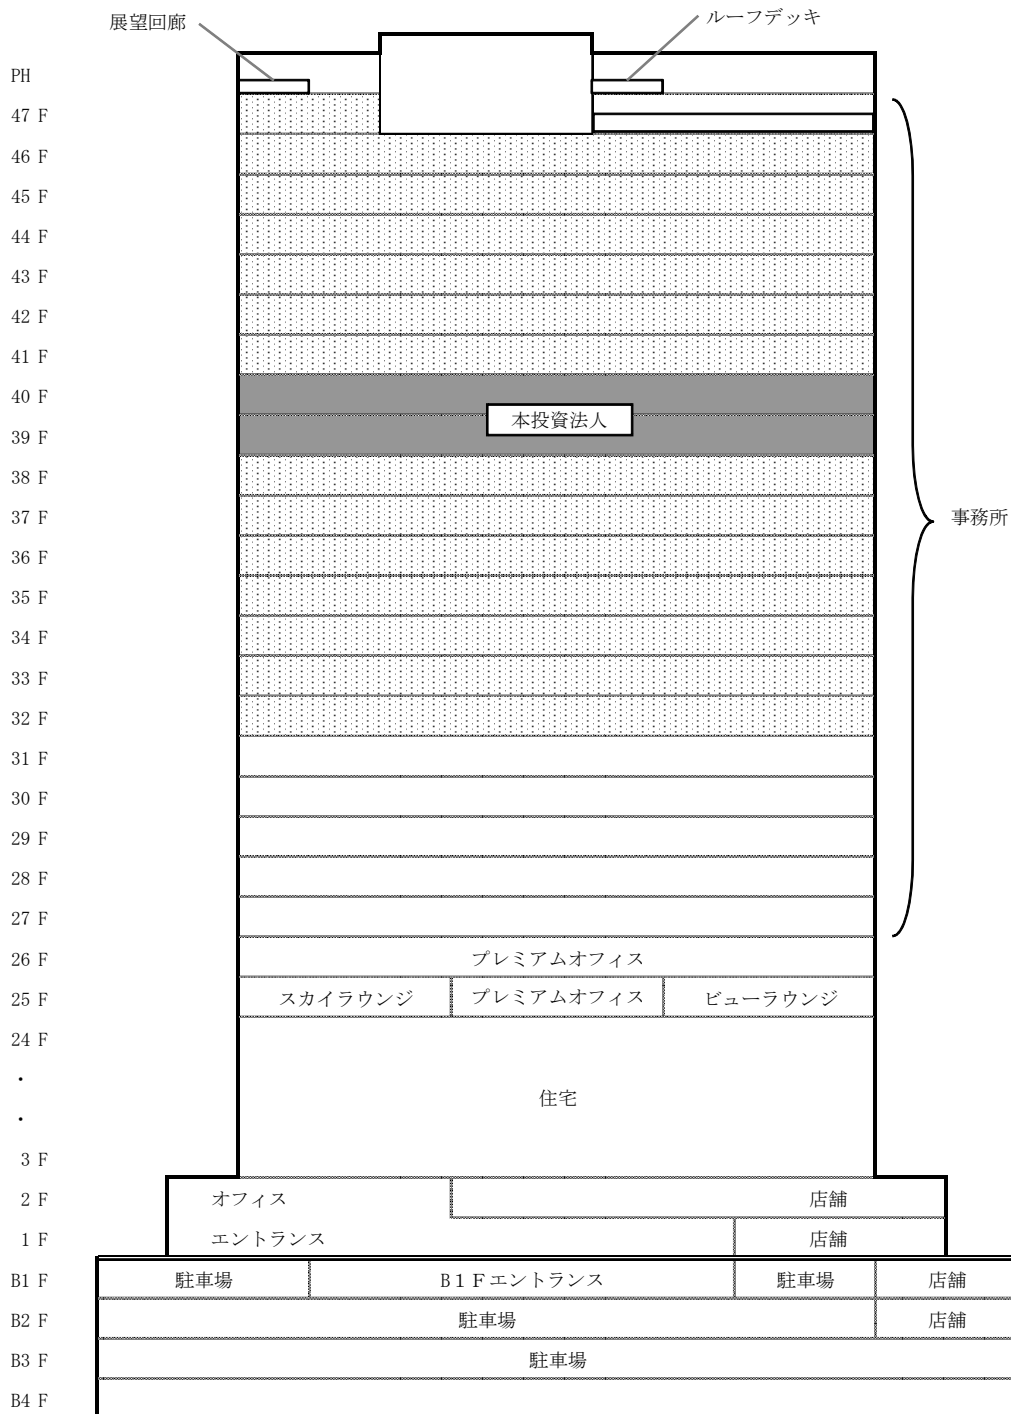 展望回廊
ルーフデッキ
PH
47 F
46 F
45 F
44 F
43 F
42 F
41 F
40 F
本投資法人
39 F
38 F
37 F
事務所
36 F
35 F
34 F
33 F
32 F
31 F
30 F
29 F
28 F
27 F
26 F プレミアムオフィス
25 F スカイラウンジ プレミアムオフィス ビューラウンジ
24 F
・
住宅
・
3 F
2 F オフィス 店舗
1 F エントランス 店舗
B1 F 駐車場 B1Fエントランス 駐車場 店舗
B2 F 駐車場 店舗
B3 F 駐車場
B4 F